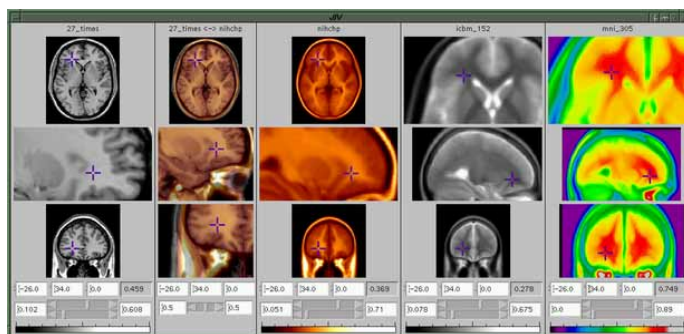 JIV
27_times 27_times <-> nihchp nihchp icbm_152 mni_305
-26.0 34.0 0.0 0.459 -26.0 34.0 0.0 -26.0 34.0 0.0 0.369 -26.0 34.0 0.0 0.278 -26.0 34.0 0.0 0.749
0.102 0.608 0.5 0.5 0.051 0.71 0.078 0.675 0.0 0.89